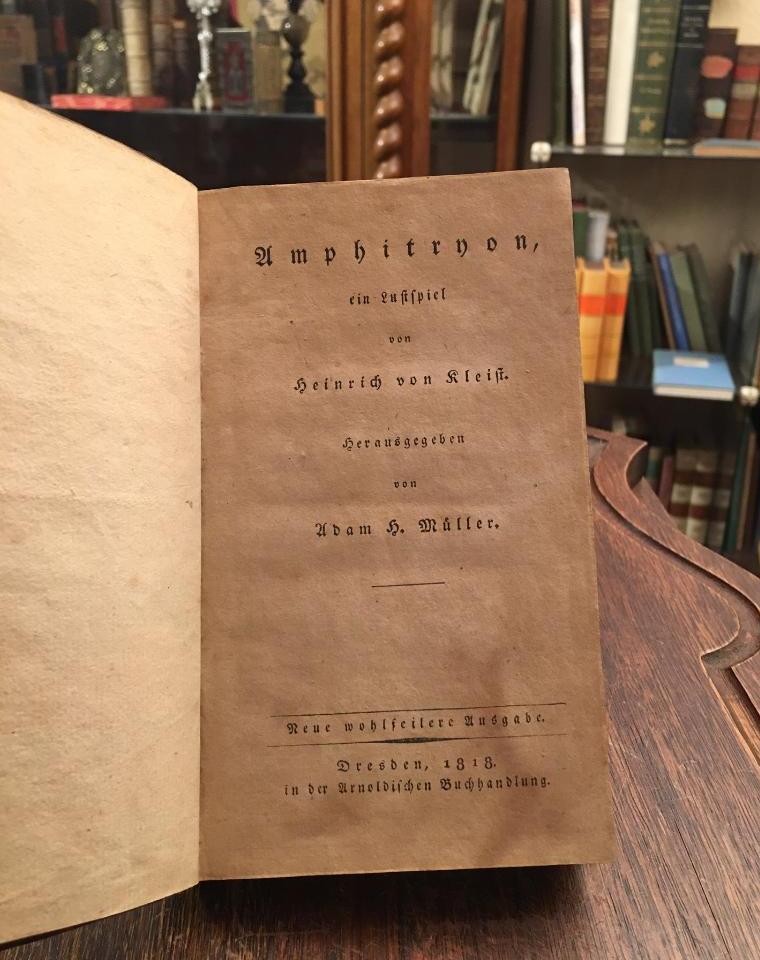 Amphitryon,
ein Lustspiel
von
Heinrich von Kleist.
Herausgegeben
von
Adam H. Müller.
Neue wohlfeilere Ausgabe.
Dresden, 1818.
in der Arnoldischen Buchhandlung.